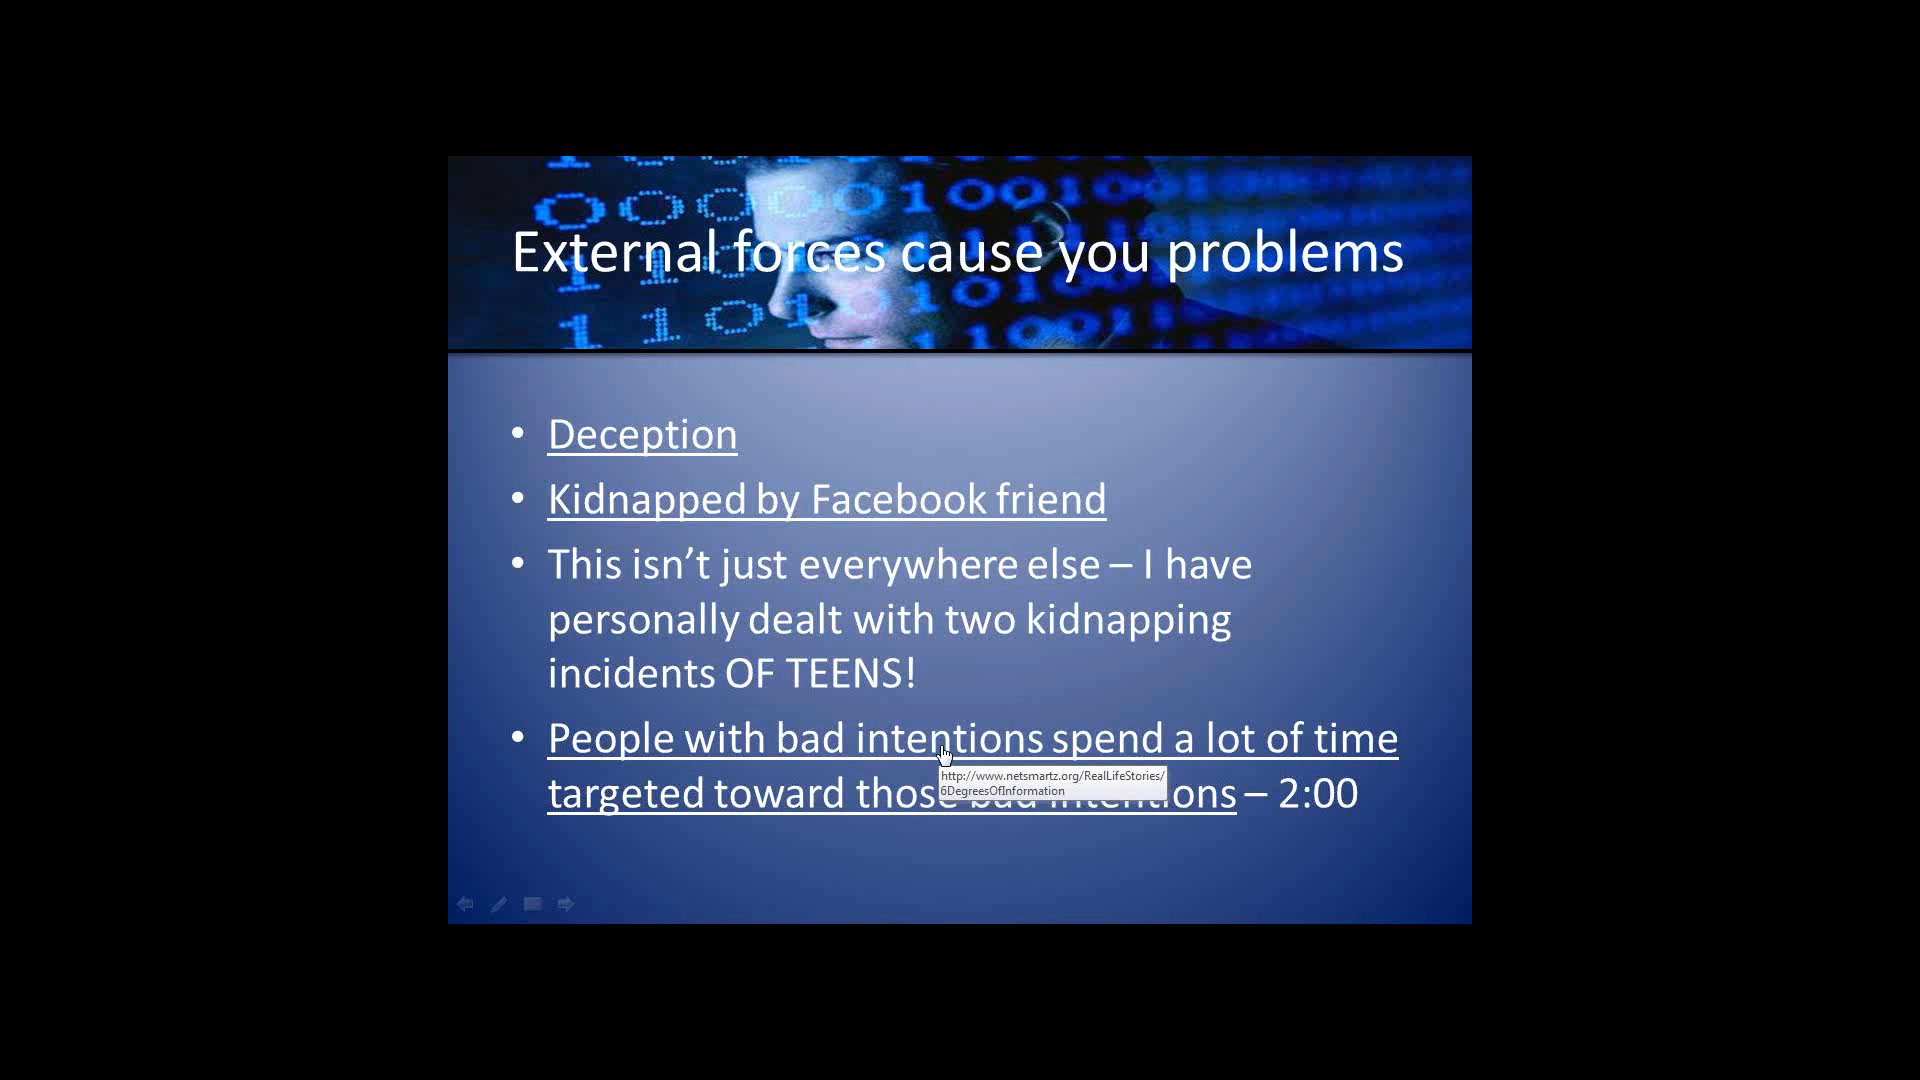 External forces cause you problems
• Deception
• Kidnapped by Facebook friend
• This isn’t just everywhere else – I have
personally dealt with two kidnapping
incidents OF TEENS!
• People with bad intentions spend a lot of time
targeted toward those bad intentions – 2:00
http://www.netsmartz.org/RealLifeStories/
6DegreesOfInformation